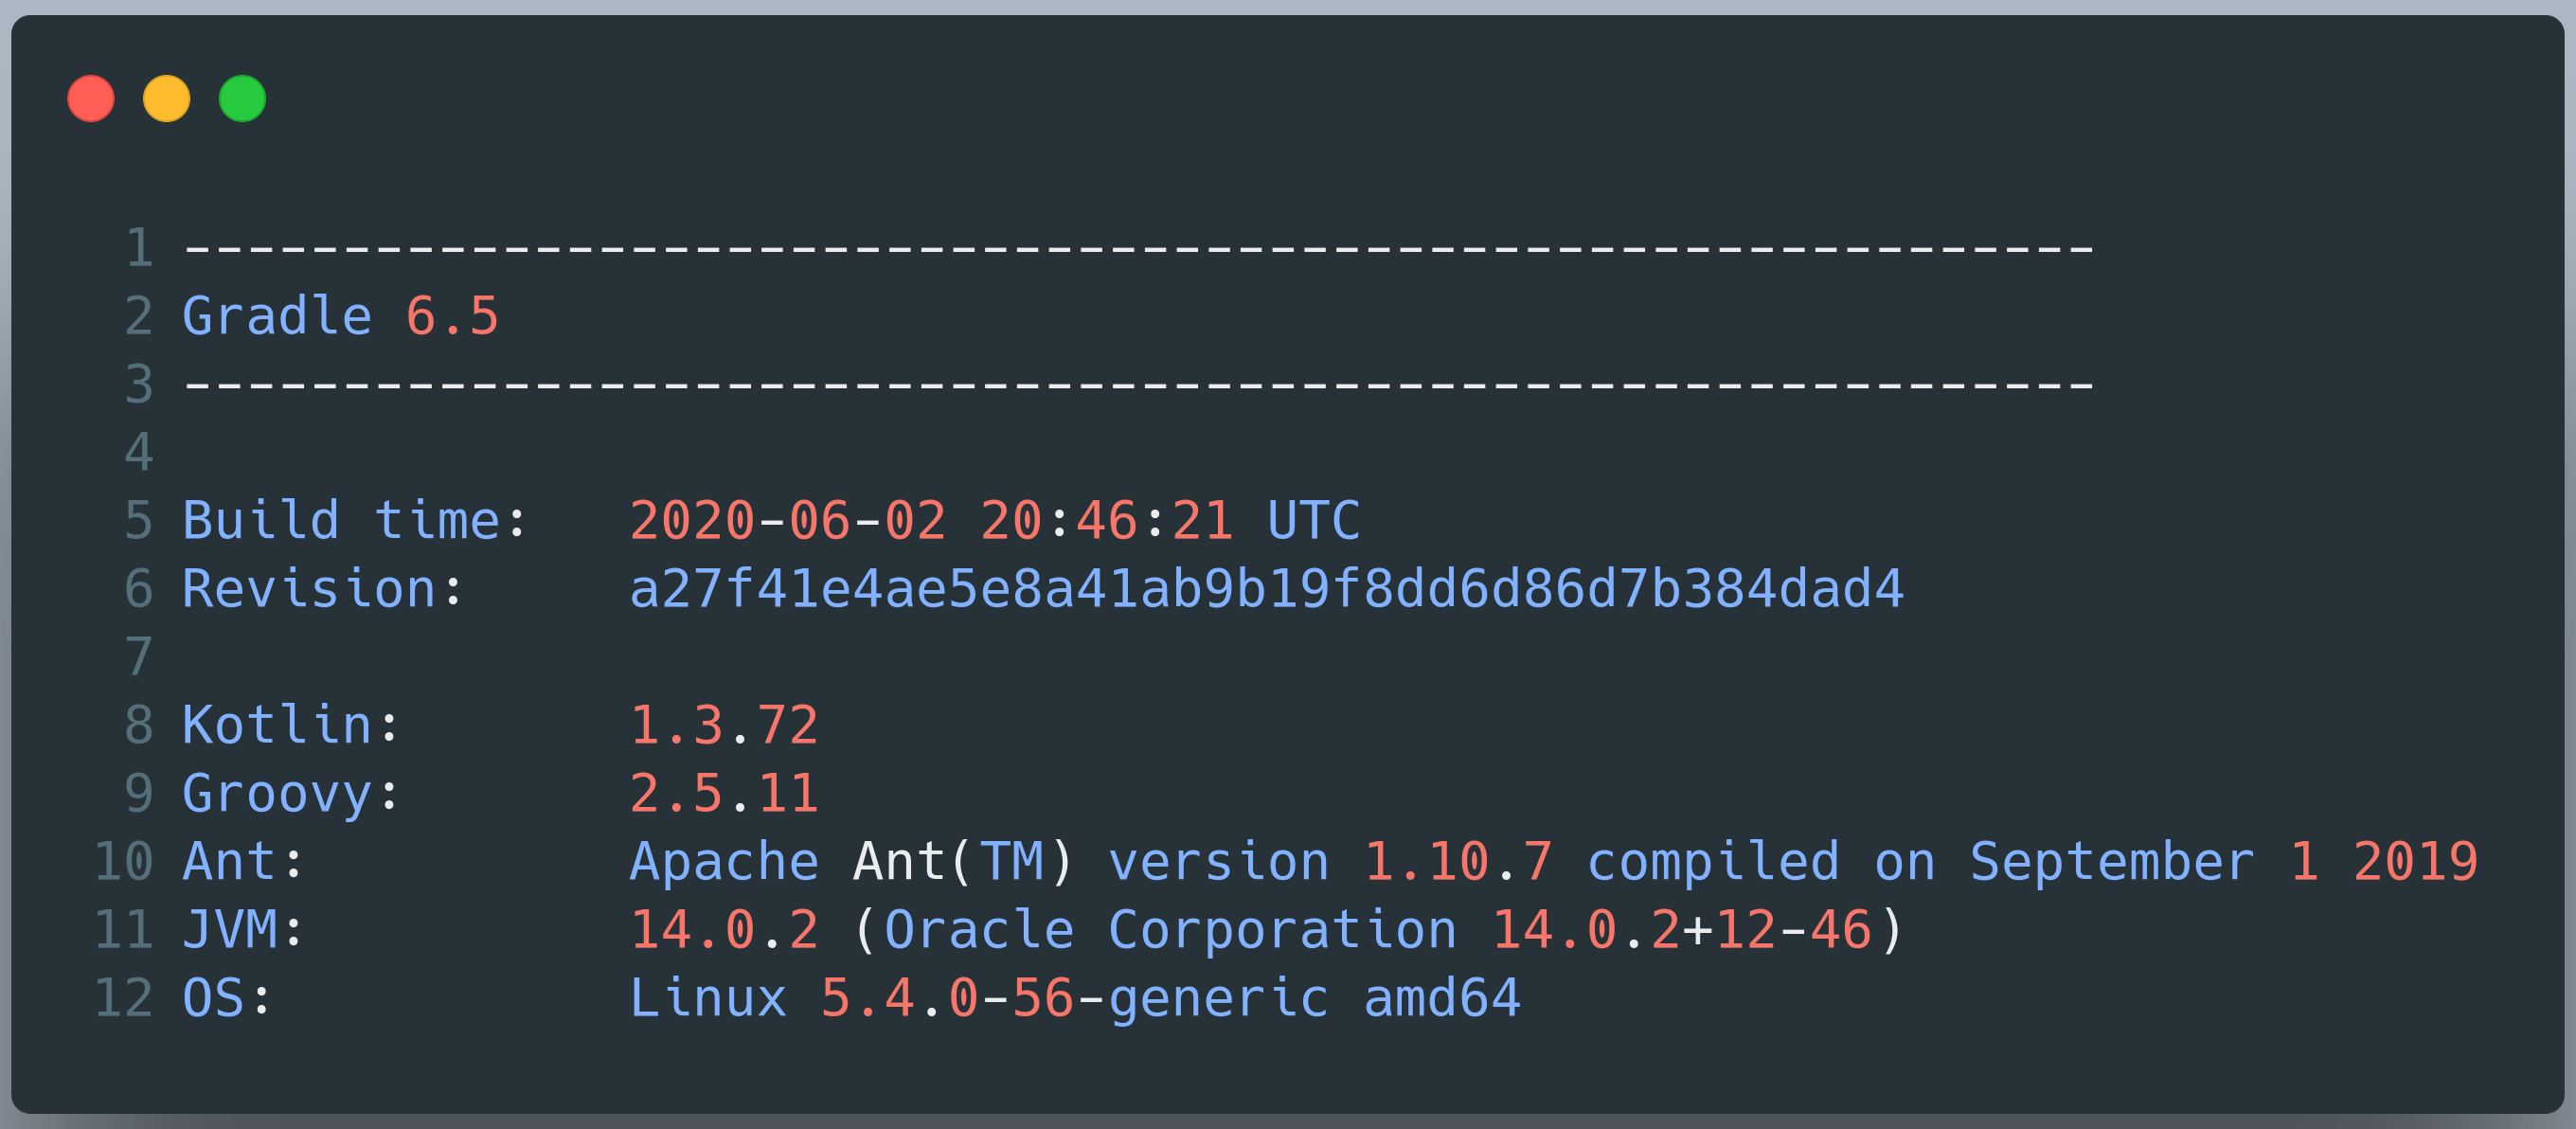 1 ------------------------------------------------------------
2 Gradle 6.5
3 ------------------------------------------------------------
4
5 Build time:   2020-06-02 20:46:21 UTC
6 Revision:     a27f41e4ae5e8a41ab9b19f8dd6d86d7b384dad4
7
8 Kotlin:       1.3.72
9 Groovy:       2.5.11
10 Ant:          Apache Ant(TM) version 1.10.7 compiled on September 1 2019
11 JVM:          14.0.2 (Oracle Corporation 14.0.2+12-46)
12 OS:           Linux 5.4.0-56-generic amd64